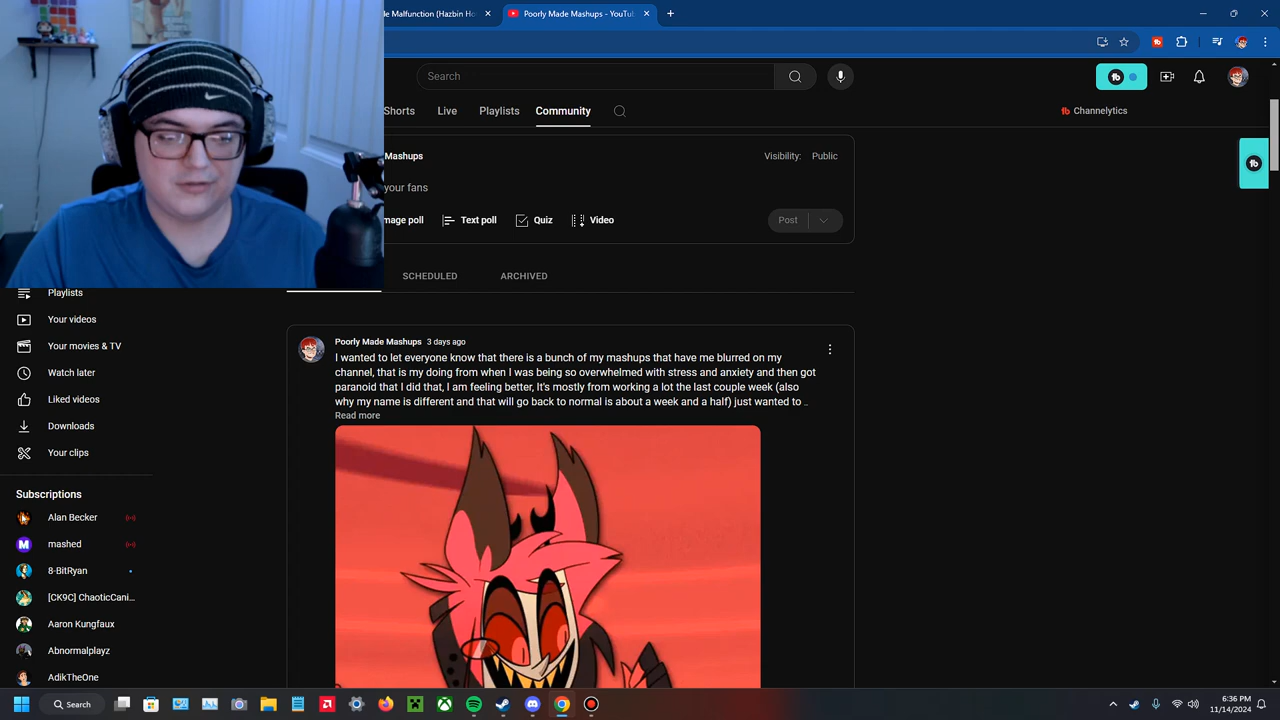 le Malfunction (Hazbin Ho
Poorly Made Mashups - YouTu
Search
Shorts
Live
Playlists
Community
Channelytics
Mashups
Visibility:
Public
your fans
mage poll
Text poll
Quiz
Video
Post
SCHEDULED
ARCHIVED
Playlists
Your videos
Your movies & TV
Watch later
Liked videos
Downloads
Your clips
Subscriptions
Alan Becker
mashed
8-BitRyan
[CK9C] ChaoticCani...
Aaron Kungfaux
Abnormalplayz
AdikTheOne
Poorly Made Mashups 3 days ago
I wanted to let everyone know that there is a bunch of my mashups that have me blurred on my
channel, that is my doing from when I was being so overwhelmed with stress and anxiety and then got
paranoid that I did that, I am feeling better, It's mostly from working a lot the last couple week (also
why my name is different and that will go back to normal is about a week and a half) just wanted to ..
Read more
Search
6:36 PM
11/14/2024